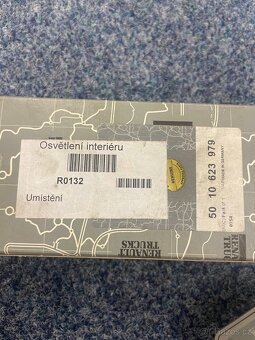 Osvětlení interiéru
R0132
Umístění
50 10 623 979
RENAULT
TRUCKS